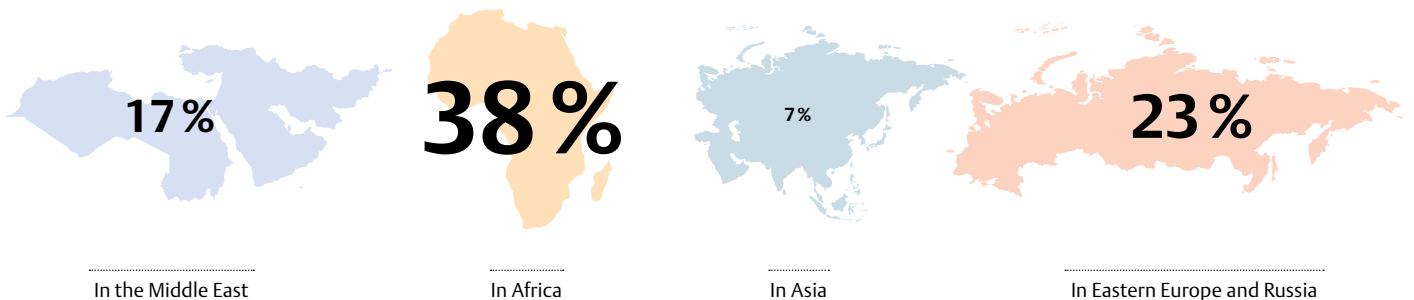 17 %
38 %
7 %
23 %
In the Middle East
In Africa
In Asia
In Eastern Europe and Russia